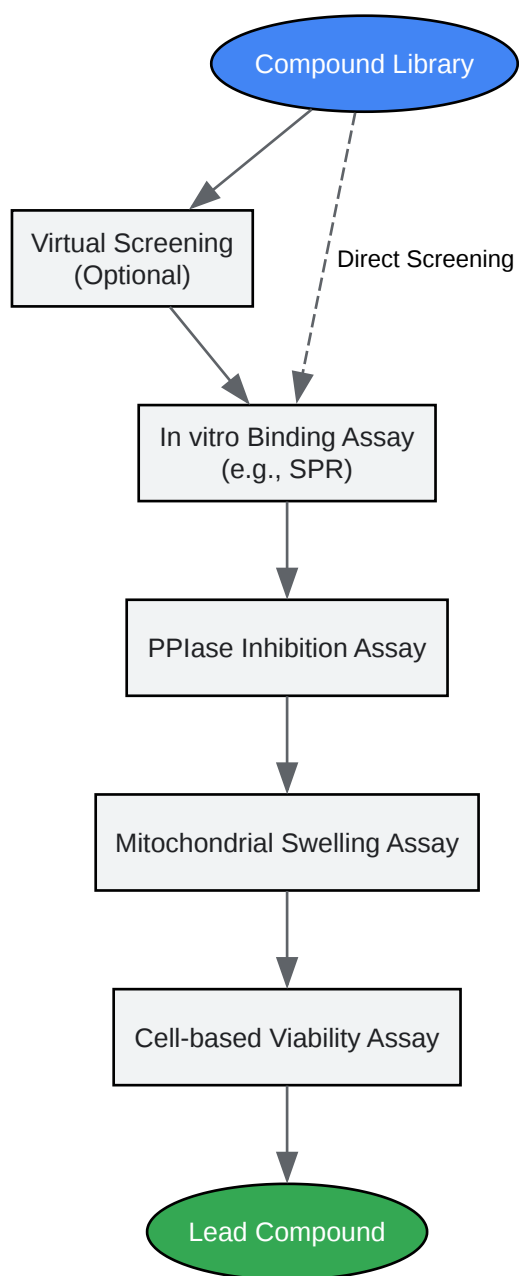 Compound Library
Virtual Screening
(Optional)
Direct Screening
In vitro Binding Assay
(e.g., SPR)
PPIase Inhibition Assay
Mitochondrial Swelling Assay
Cell-based Viability Assay
Lead Compound